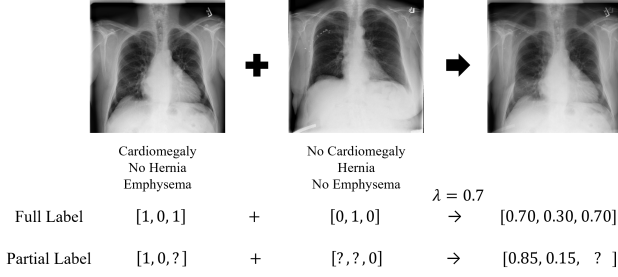 Cardiomegaly
No Hernia
Emphysema
No Cardiomegaly
Hernia
No Emphysema
λ = 0.7
Full Label [1, 0, 1] + [0, 1, 0] → [0.70, 0.30, 0.70]
Partial Label [1, 0, ?] + [?, ?, 0] → [0.85, 0.15, ? ]